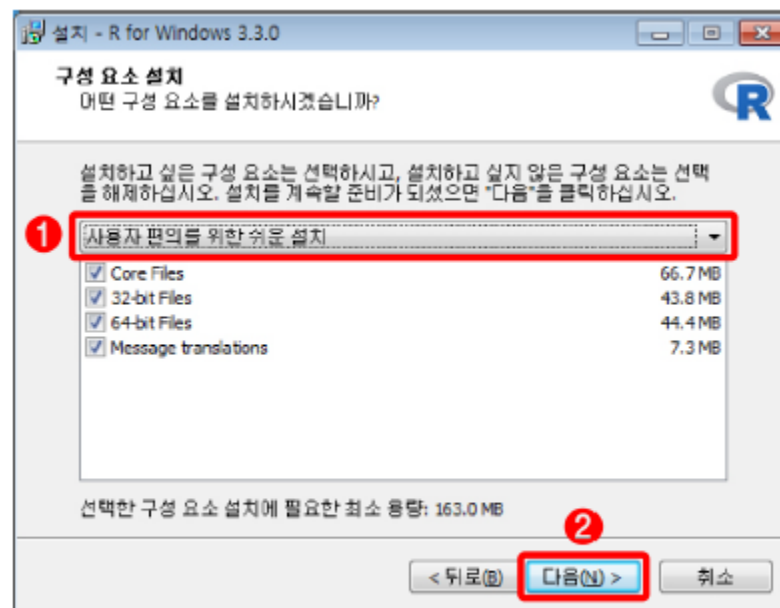 설치 - R for Windows 3.3.0
구성 요소 설치
어떤 구성 요소를 설치하시겠습니까?
R
설치하고 싶은 구성 요소는 선택하시고, 설치하고 싶지 않은 구성 요소는 선택
을 해제하십시오. 설치를 계속할 준비가 되셨으면 "다음"을 클릭하십시오.
1
사용자 편의를 위한 쉬운 설치
Core Files 66.7 MB
32-bit Files 43.8 MB
64-bit Files 44.4 MB
Message translations 7.3 MB
선택한 구성 요소 설치에 필요한 최소 용량: 163.0 MB
2
< 뒤로(B) 다음(N) > 취소